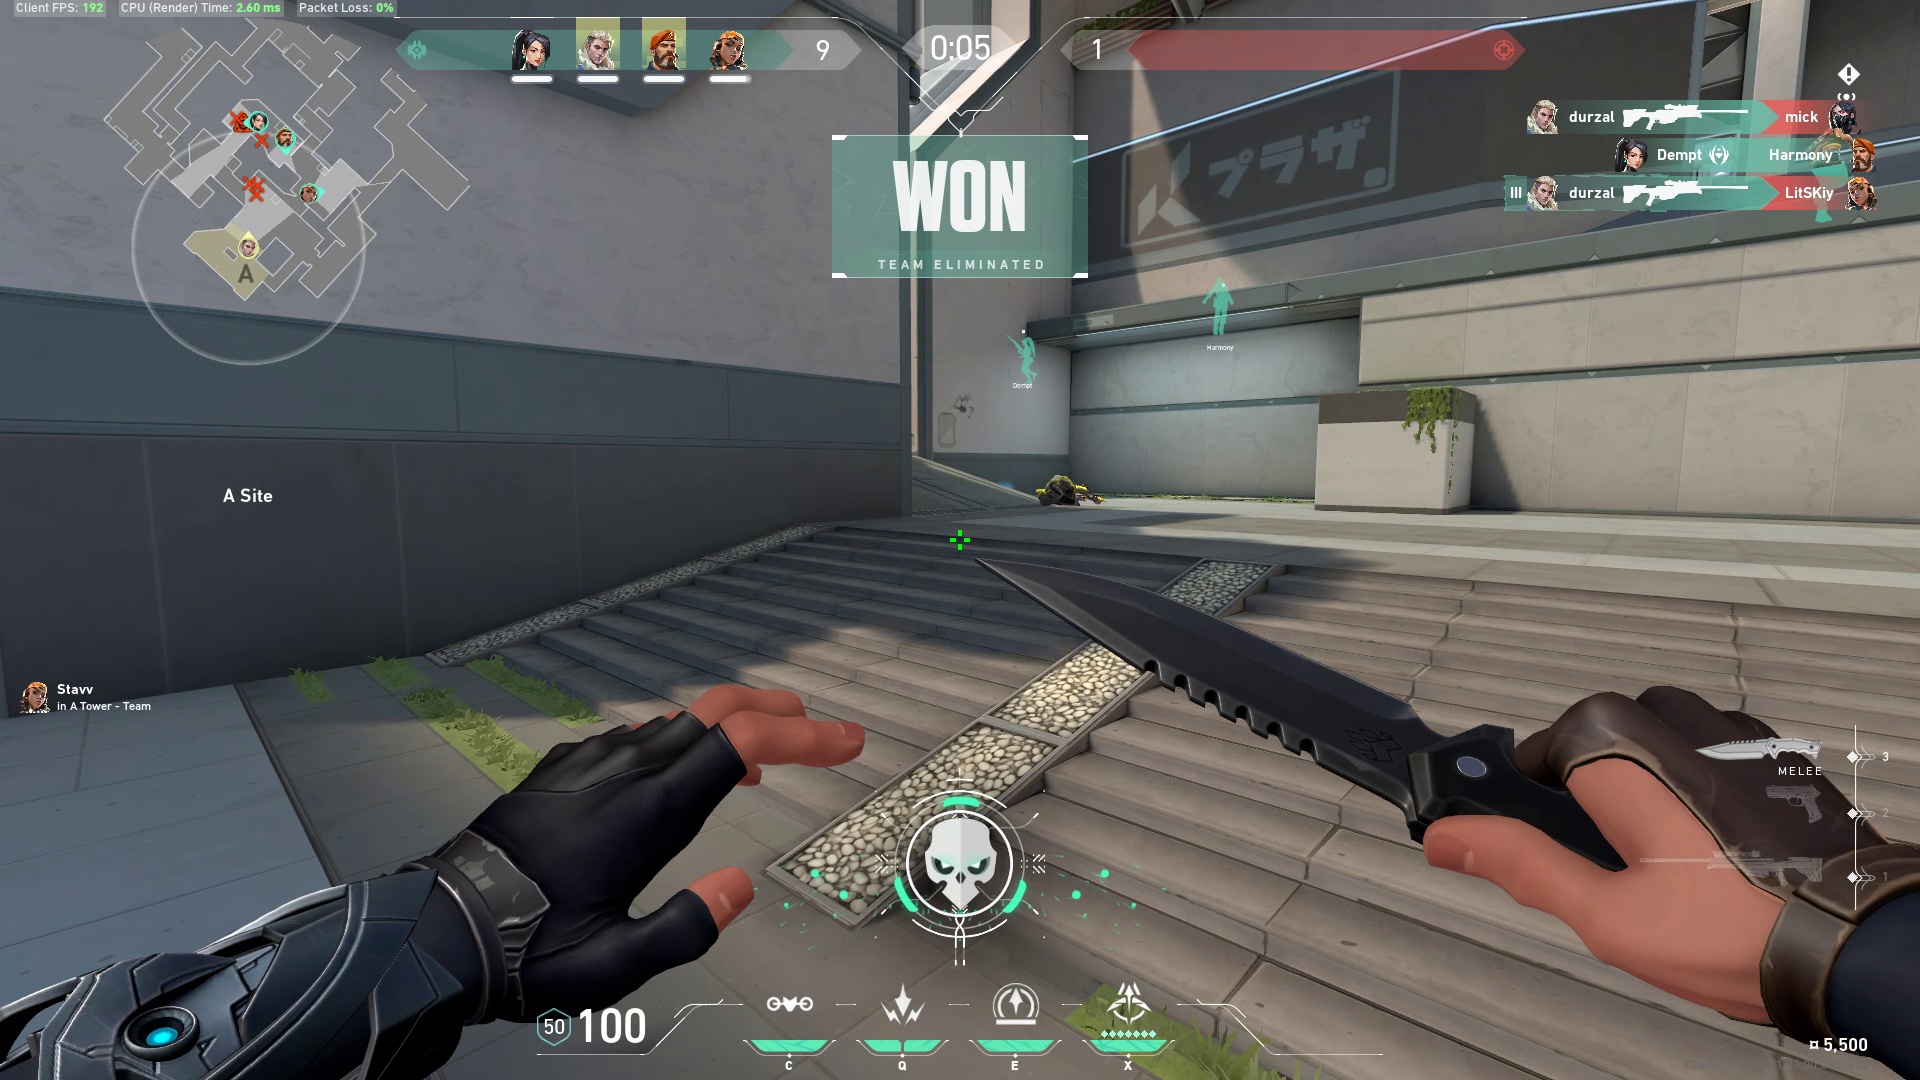 Client FPS: 192 CPU (Render) Time: 2.60 ms Packet Loss: 0%
9 0:05 1
WON
TEAM ELIMINATED
durzal mick
Dempt Harmony
III durzal LitSKiy
プラザ
A
Harmony
Dempt
A Site
Stavv
in A Tower - Team
3
MELEE
2
1
50 100
C Q E X
¤ 5,500